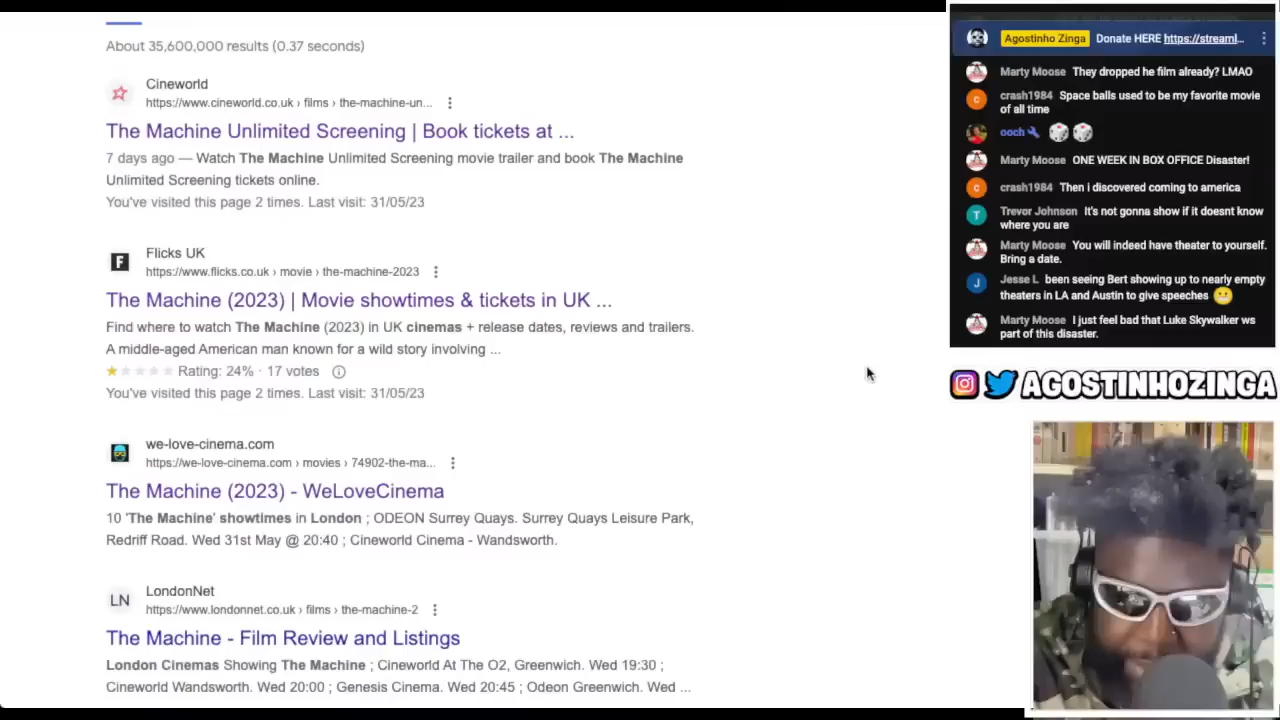 About 35,600,000 results (0.37 seconds)
Cineworld
https://www.cineworld.co.uk › films › the-machine-un...
The Machine Unlimited Screening | Book tickets at ...
7 days ago — Watch The Machine Unlimited Screening movie trailer and book The Machine
Unlimited Screening tickets online.
You've visited this page 2 times. Last visit: 31/05/23
F
Flicks UK
https://www.flicks.co.uk › movie › the-machine-2023
The Machine (2023) | Movie showtimes & tickets in UK ...
Find where to watch The Machine (2023) in UK cinemas + release dates, reviews and trailers.
A middle-aged American man known for a wild story involving ...
Rating: 24% · 17 votes
You've visited this page 2 times. Last visit: 31/05/23
we-love-cinema.com
https://we-love-cinema.com › movies › 74902-the-ma...
The Machine (2023) - WeLoveCinema
10 'The Machine' showtimes in London ; ODEON Surrey Quays. Surrey Quays Leisure Park,
Redriff Road. Wed 31st May @ 20:40 ; Cineworld Cinema - Wandsworth.
LN
LondonNet
https://www.londonnet.co.uk › films › the-machine-2
The Machine - Film Review and Listings
London Cinemas Showing The Machine ; Cineworld At The O2, Greenwich. Wed 19:30 ;
Cineworld Wandsworth. Wed 20:00 ; Genesis Cinema. Wed 20:45 ; Odeon Greenwich. Wed ...
Agostinho Zinga Donate HERE https://streaml...
Marty Moose They dropped he film already? LMAO
C
crash1984 Space balls used to be my favorite movie
of all time
ooch
Marty Moose ONE WEEK IN BOX OFFICE Disaster!
C
crash1984 Then i discovered coming to america
T
Trevor Johnson It's not gonna show if it doesnt know
where you are
Marty Moose You will indeed have theater to yourself.
Bring a date.
J
Jesse L been seeing Bert showing up to nearly empty
theaters in LA and Austin to give speeches
Marty Moose I just feel bad that Luke Skywalker ws
part of this disaster.
AGOSTINHOZINGA